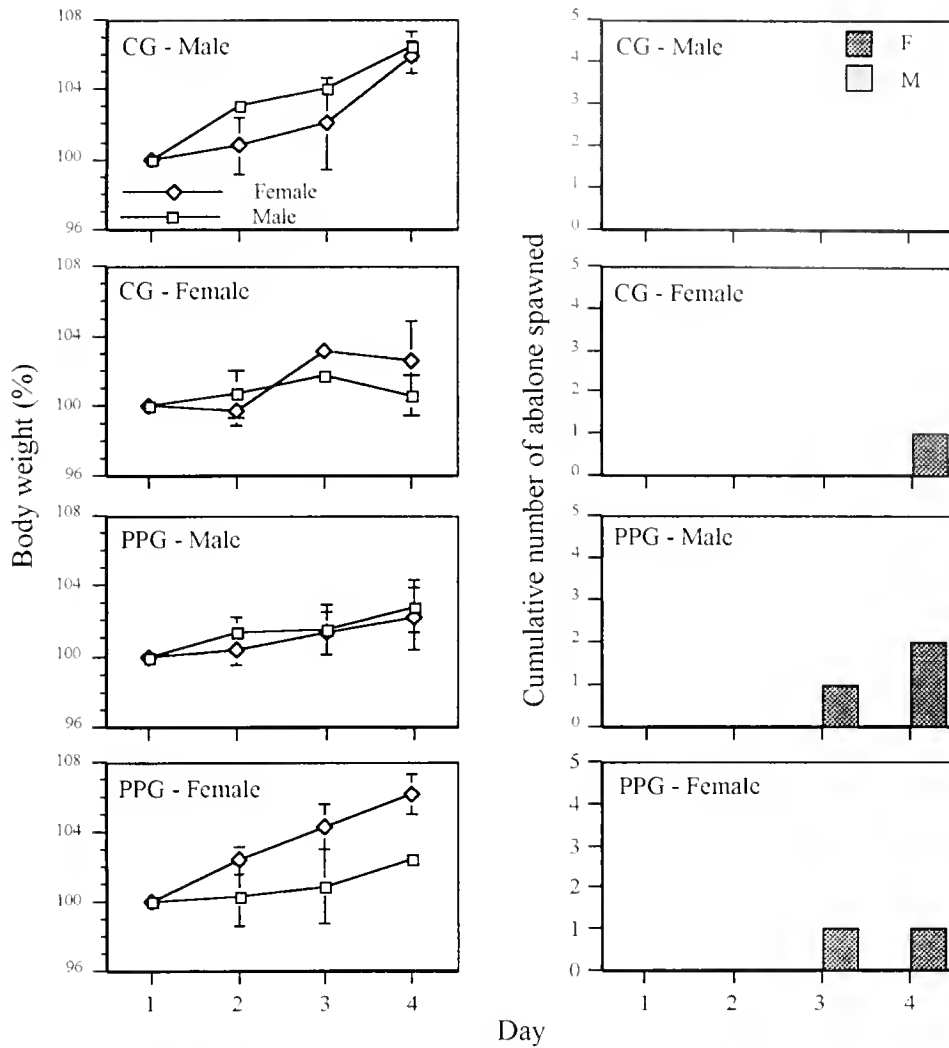 Body weight (%)
108
104
100
96
CG - Male
Female
Male
108
104
100
96
CG - Female
108
104
100
96
PPG - Male
108
104
100
96
PPG - Female
1 2 3 4
Cumulative number of abalone spawned
5
4
3
2
1
0
CG - Male
F
M
5
4
3
2
1
0
CG - Female
5
4
3
2
1
0
PPG - Male
5
4
3
2
1
0
PPG - Female
1 2 3 4
Day